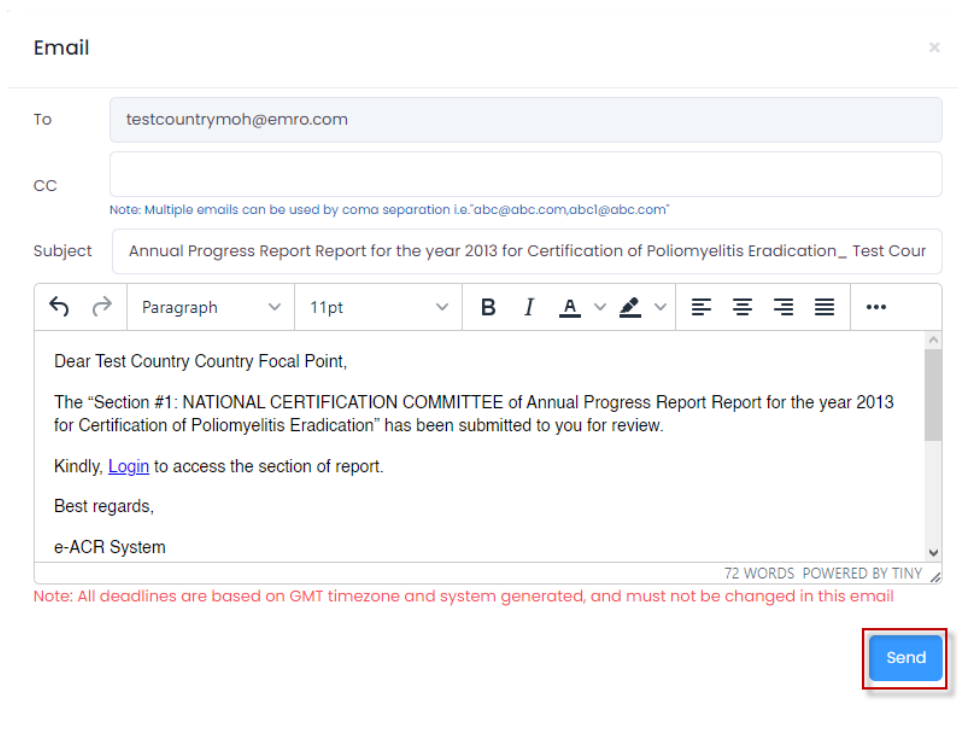 Email
×
To
testcountrymoh@emro.com
CC
Note: Multiple emails can be used by coma separation i.e."abc@abc.com,abc1@abc.com"
Subject
Annual Progress Report Report for the year 2013 for Certification of Poliomyelitis Eradication_ Test Cour
Paragraph
11pt
B I A
Dear Test Country Country Focal Point,
The “Section #1: NATIONAL CERTIFICATION COMMITTEE of Annual Progress Report Report for the year 2013
for Certification of Poliomyelitis Eradication” has been submitted to you for review.
Kindly, Login to access the section of report.
Best regards,
e-ACR System
72 WORDS POWERED BY TINY
Note: All deadlines are based on GMT timezone and system generated, and must not be changed in this email
Send